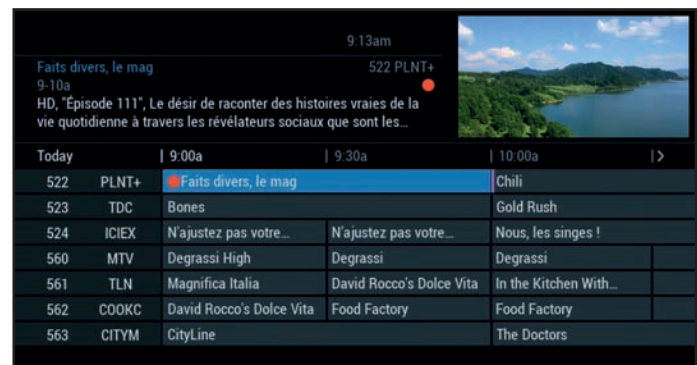 9:13am
Faits divers, le mag 522 PLNT+
9-10a
HD, "Épisode 111", Le désir de raconter des histoires vraies de la
vie quotidienne à travers les révélateurs sociaux que sont les...
Today | 9:00a | 9:30a | 10:00a | >
522 PLNT+ Faits divers, le mag Chili
523 TDC Bones Gold Rush
524 ICIEX N'ajustez pas votre... N'ajustez pas votre... Nous, les singes !
560 MTV Degrassi High Degrassi Degrassi
561 TLN Magnifica Italia David Rocco's Dolce Vita In the Kitchen With...
562 COOKC David Rocco's Dolce Vita Food Factory Food Factory
563 CITYM CityLine The Doctors